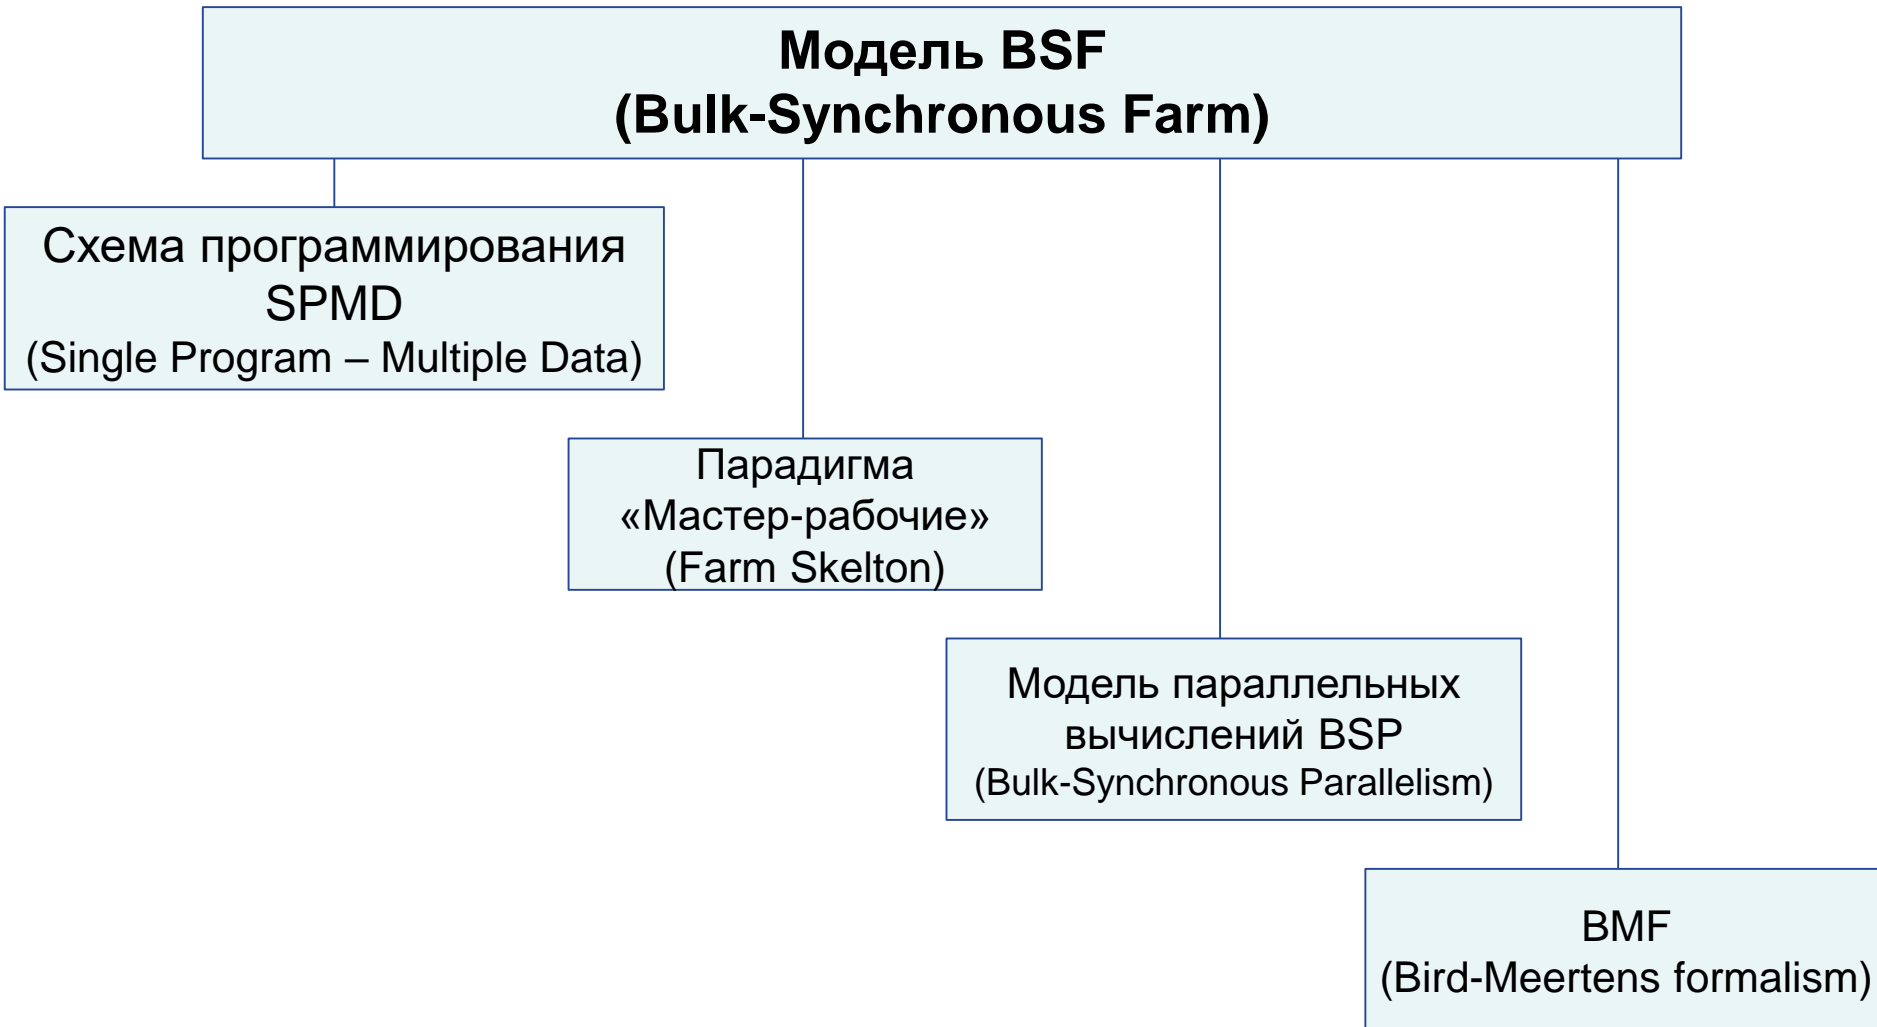 Модель BSF
(Bulk-Synchronous Farm)
Схема программирования
SPMD
(Single Program – Multiple Data)
Парадигма
«Мастер-рабочие»
(Farm Skelton)
Модель параллельных
вычислений BSP
(Bulk-Synchronous Parallelism)
BMF
(Bird-Meertens formalism)